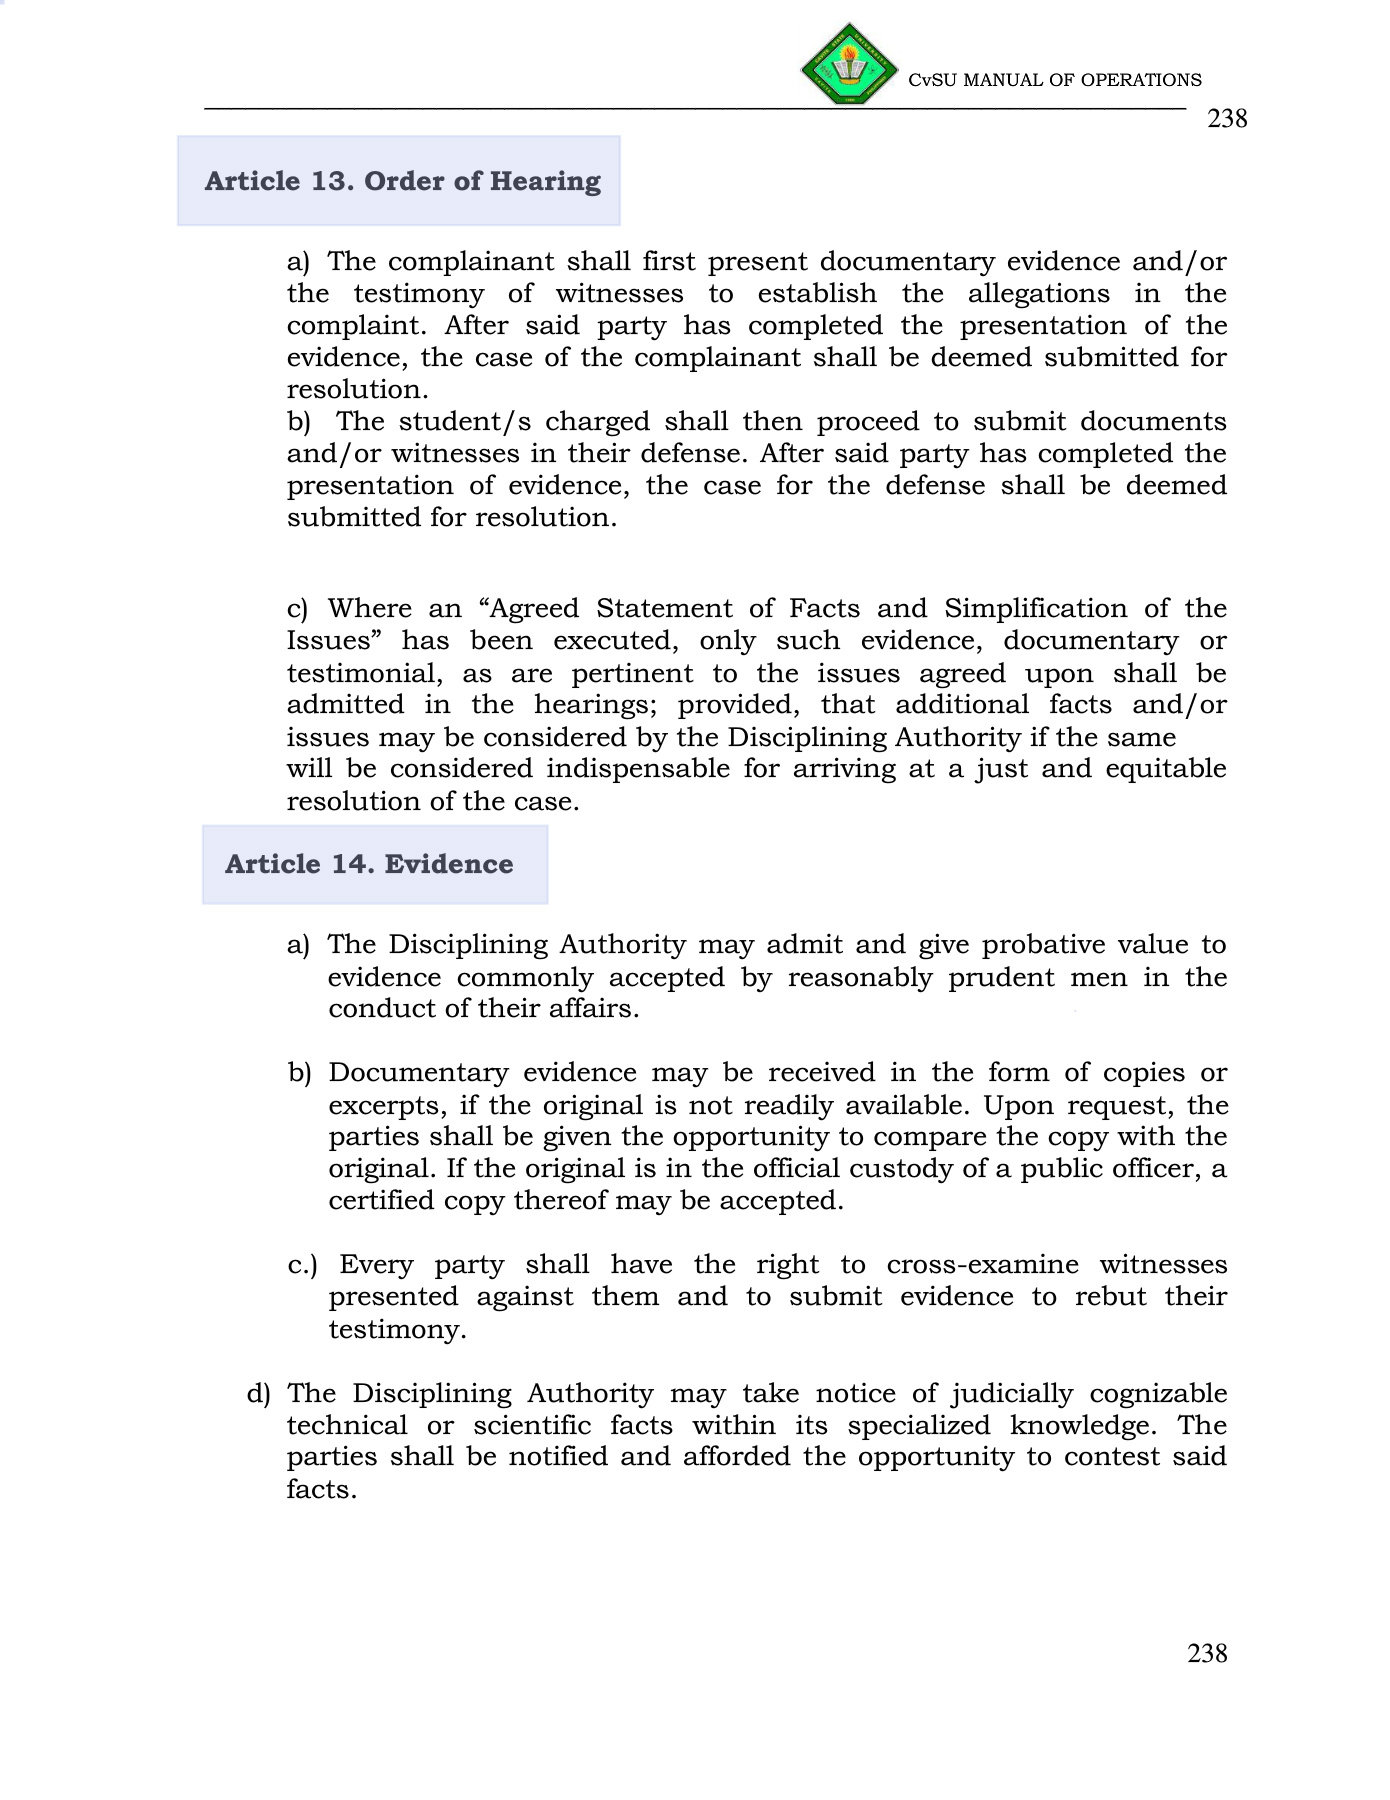 CvSU MANUAL OF OPERATIONS
238
Article 13. Order of Hearing
a) The complainant shall first present documentary evidence and/or
the testimony of witnesses to establish the allegations in the
complaint. After said party has completed the presentation of the
evidence, the case of the complainant shall be deemed submitted for
resolution.
b) The student/s charged shall then proceed to submit documents
and/or witnesses in their defense. After said party has completed the
presentation of evidence, the case for the defense shall be deemed
submitted for resolution.
c) Where an “Agreed Statement of Facts and Simplification of the
Issues” has been executed, only such evidence, documentary or
testimonial, as are pertinent to the issues agreed upon shall be
admitted in the hearings; provided, that additional facts and/or
issues may be considered by the Disciplining Authority if the same
will be considered indispensable for arriving at a just and equitable
resolution of the case.
Article 14. Evidence
a) The Disciplining Authority may admit and give probative value to
evidence commonly accepted by reasonably prudent men in the
conduct of their affairs.
b) Documentary evidence may be received in the form of copies or
excerpts, if the original is not readily available. Upon request, the
parties shall be given the opportunity to compare the copy with the
original. If the original is in the official custody of a public officer, a
certified copy thereof may be accepted.
c.) Every party shall have the right to cross-examine witnesses
presented against them and to submit evidence to rebut their
testimony.
d) The Disciplining Authority may take notice of judicially cognizable
technical or scientific facts within its specialized knowledge. The
parties shall be notified and afforded the opportunity to contest said
facts.
238